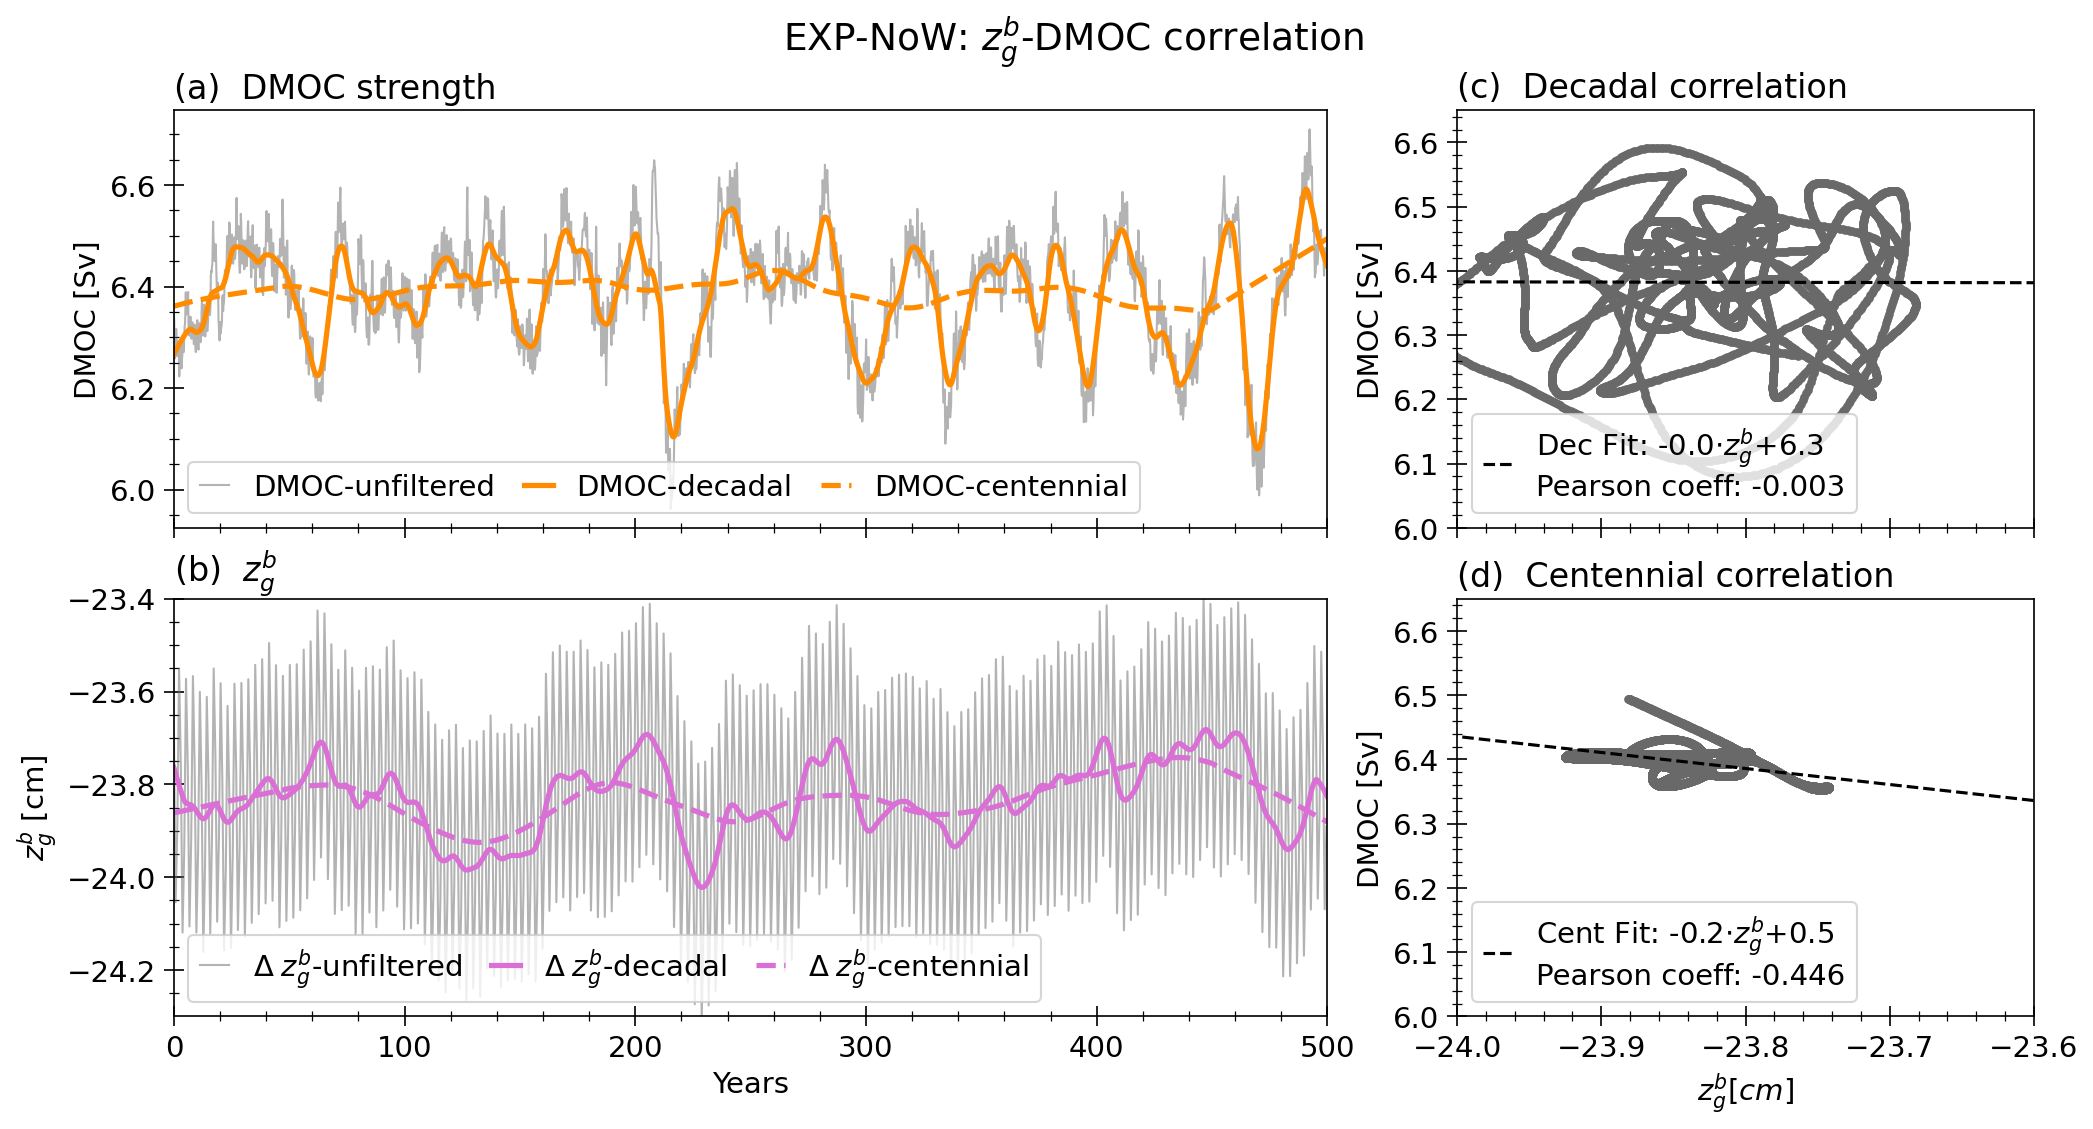 EXP-NoW: z_g^b-DMOC correlation
(a) DMOC strength
DMOC [Sv]
6.6
6.4
6.2
6.0
DMOC-unfiltered
DMOC-decadal
DMOC-centennial
(b) z_g^b
z_g^b [cm]
−23.4
−23.6
−23.8
−24.0
−24.2
Δ z_g^b-unfiltered
Δ z_g^b-decadal
Δ z_g^b-centennial
0
100
200
300
400
500
Years
(c) Decadal correlation
DMOC [Sv]
6.6
6.5
6.4
6.3
6.2
6.1
6.0
Dec Fit: -0.0·z_g^b+6.3
Pearson coeff: -0.003
(d) Centennial correlation
DMOC [Sv]
6.6
6.5
6.4
6.3
6.2
6.1
6.0
Cent Fit: -0.2·z_g^b+0.5
Pearson coeff: -0.446
−24.0
−23.9
−23.8
−23.7
−23.6
z_g^b[cm]